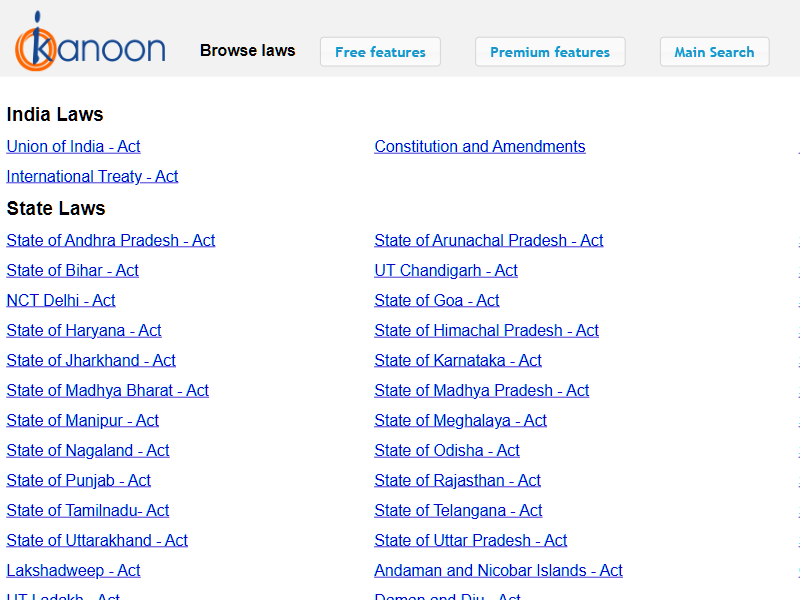 ikanoon
Browse laws Free features Premium features Main Search
India Laws
Union of India - Act Constitution and Amendments
International Treaty - Act
State Laws
State of Andhra Pradesh - Act State of Arunachal Pradesh - Act
State of Bihar - Act UT Chandigarh - Act
NCT Delhi - Act State of Goa - Act
State of Haryana - Act State of Himachal Pradesh - Act
State of Jharkhand - Act State of Karnataka - Act
State of Madhya Bharat - Act State of Madhya Pradesh - Act
State of Manipur - Act State of Meghalaya - Act
State of Nagaland - Act State of Odisha - Act
State of Punjab - Act State of Rajasthan - Act
State of Tamilnadu- Act State of Telangana - Act
State of Uttarakhand - Act State of Uttar Pradesh - Act
Lakshadweep - Act Andaman and Nicobar Islands - Act
UT Ladakh - Act Daman and Diu - Act